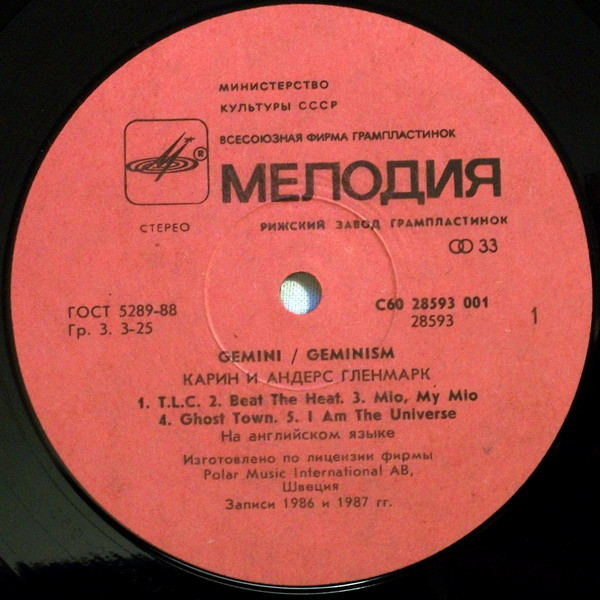 МИНИСТЕРСТВО
КУЛЬТУРЫ СССР
ВСЕСОЮЗНАЯ ФИРМА ГРАМПЛАСТИНОК
®
МЕЛОДИЯ
СТЕРЕО
РИЖСКИЙ ЗАВОД ГРАМПЛАСТИНОК
33
ГОСТ 5289-88
Гр. 3. 3-25
С60 28593 001
28593
1
GEMINI / GEMINISM
КАРИН И АНДЕРС ГЛЕНМАРК
1. T.L.C. 2. Beat The Heat. 3. Mio, My Mio
4. Ghost Town. 5. I Am The Universe
На английском языке
Изготовлено по лицензии фирмы
Polar Music International AB,
Швеция
Записи 1986 и 1987 гг.